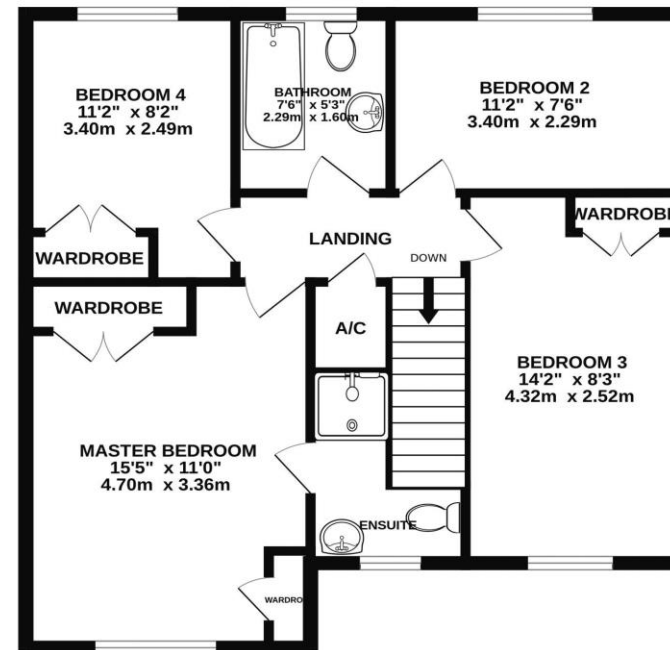 BEDROOM 4
11'2" x 8'2"
3.40m x 2.49m
BATHROOM
7'6" x 5'3"
2.29m x 1.60m
BEDROOM 2
11'2" x 7'6"
3.40m x 2.29m
WARDROBE
LANDING
DOWN
WARDROBE
WARDROBE
A/C
BEDROOM 3
14'2" x 8'3"
4.32m x 2.52m
MASTER BEDROOM
15'5" x 11'0"
4.70m x 3.36m
ENSUITE
WARDRO